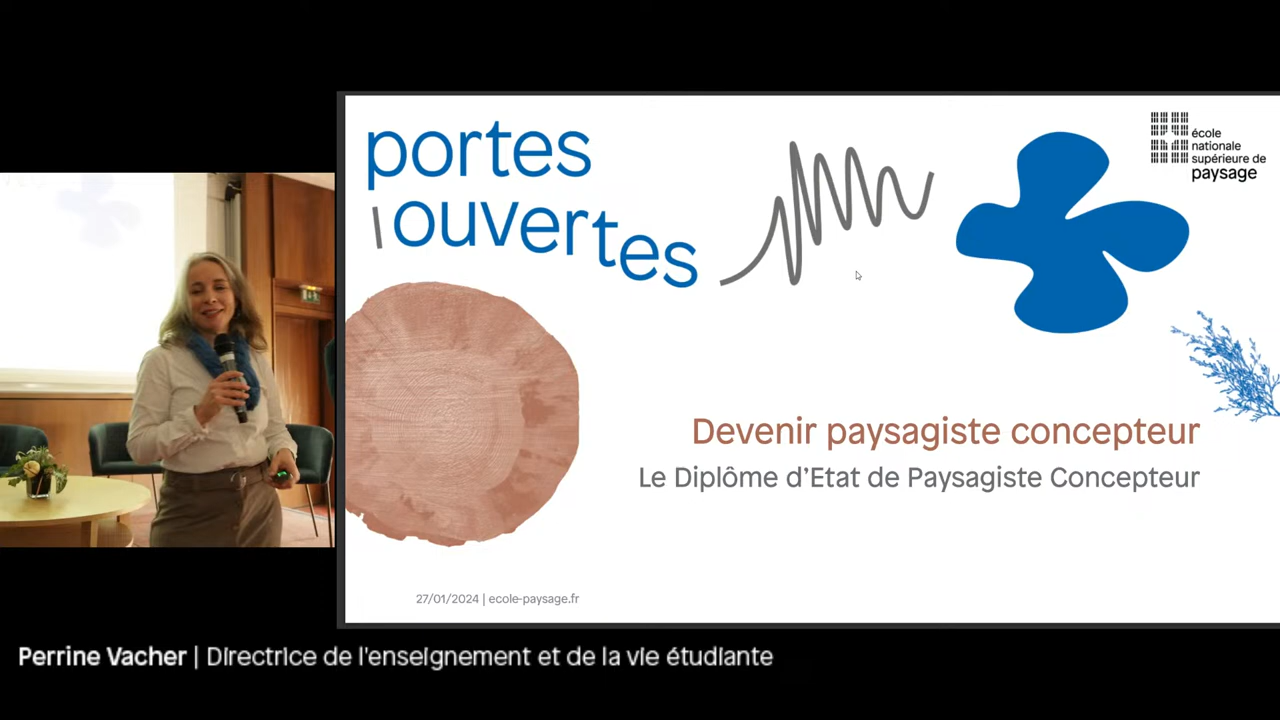 portes
ouvertes
école
nationale
supérieure de
paysage
Devenir paysagiste concepteur
Le Diplôme d'Etat de Paysagiste Concepteur
27/01/2024 | ecole-paysage.fr
Perrine Vacher | Directrice de l'enseignement et de la vie étudiante